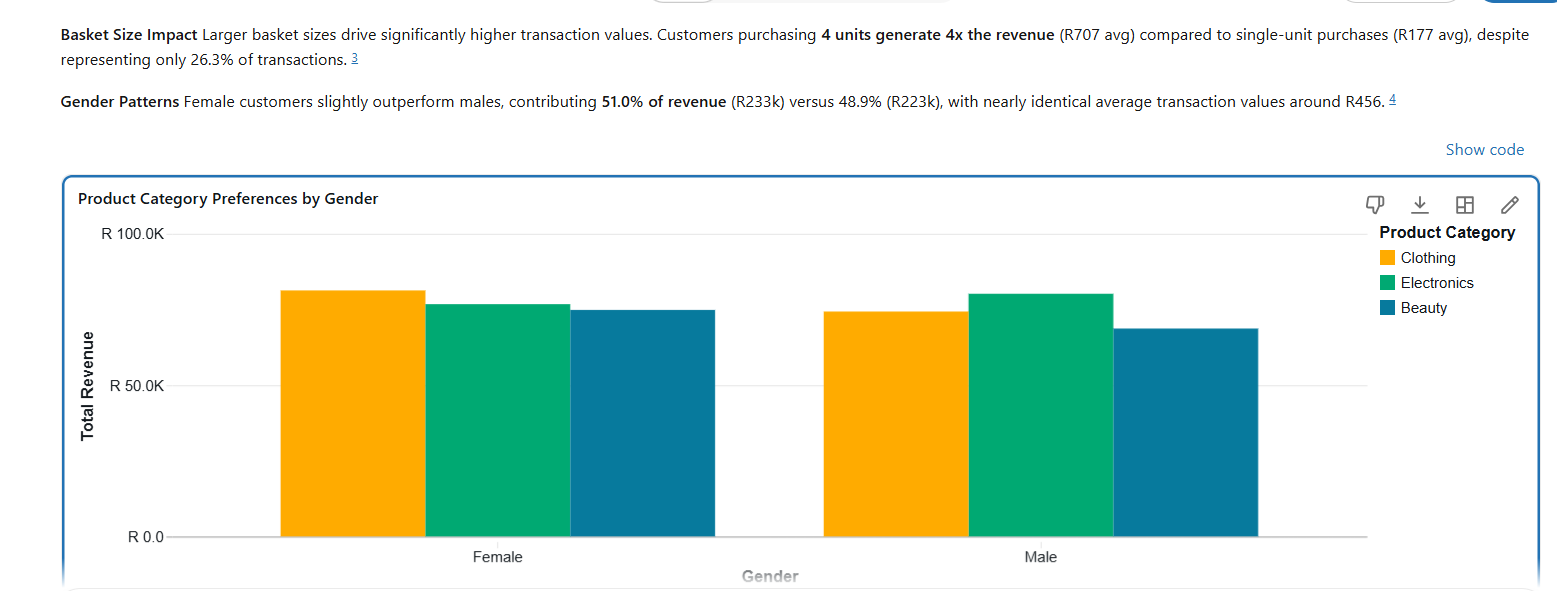 Basket Size Impact Larger basket sizes drive significantly higher transaction values. Customers purchasing 4 units generate 4x the revenue (R707 avg) compared to single-unit purchases (R177 avg), despite
representing only 26.3% of transactions. 3
Gender Patterns Female customers slightly outperform males, contributing 51.0% of revenue (R233k) versus 48.9% (R223k), with nearly identical average transaction values around R456. 4
Show code
Product Category Preferences by Gender
R 100.0K
R 50.0K
R 0.0
Total Revenue
Female
Male
Gender
Product Category
Clothing
Electronics
Beauty